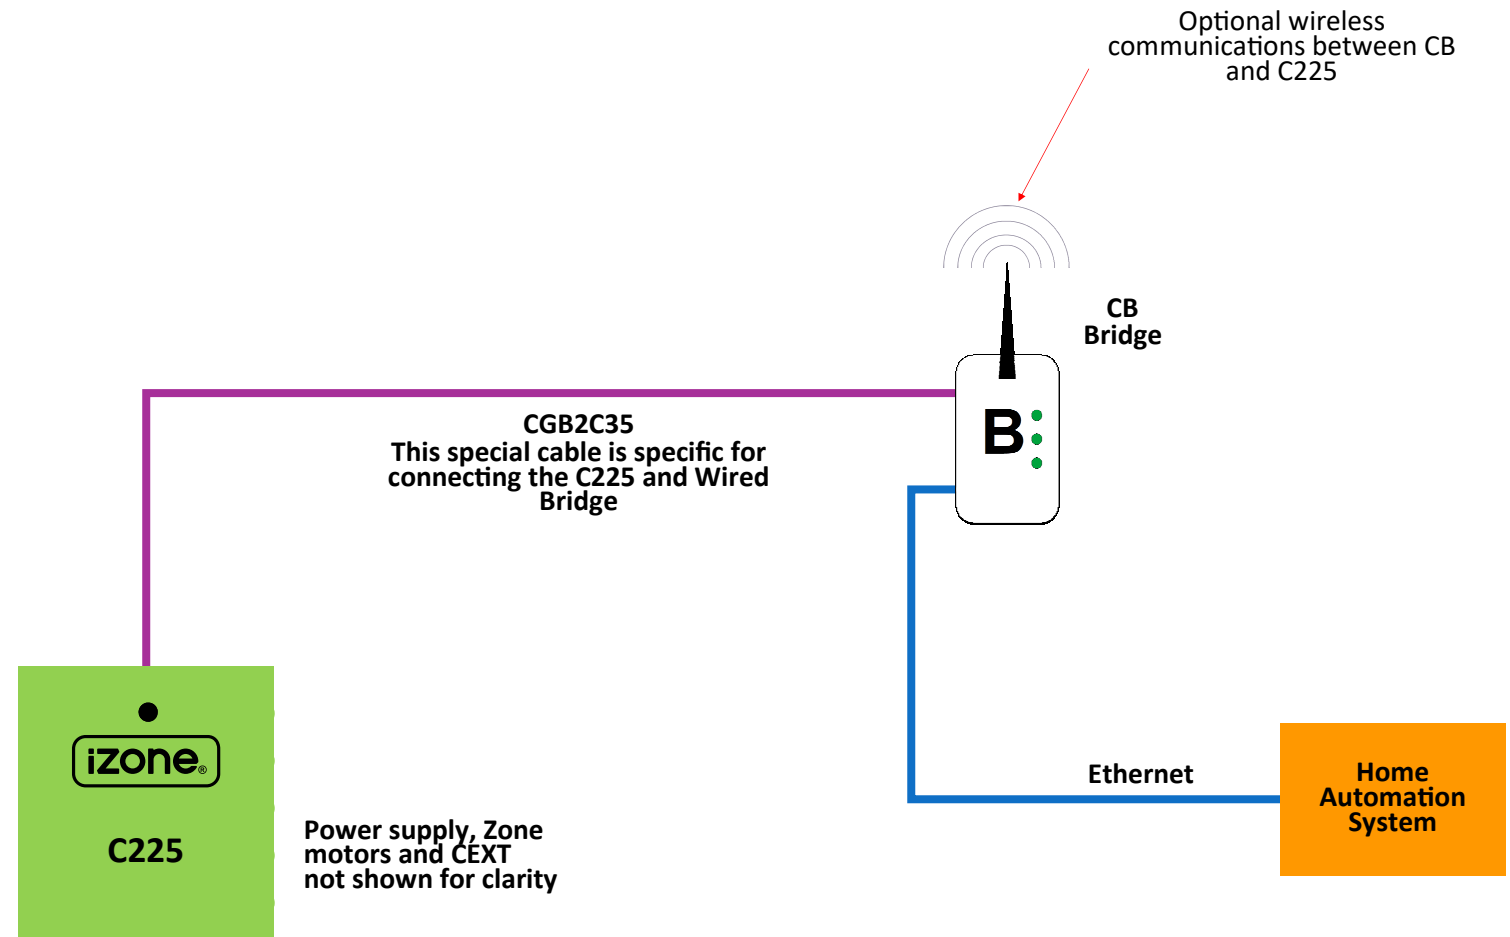 Optional wireless
communications between CB
and C225
CB
Bridge
B
CGB2C35
This special cable is specific for
connecting the C225 and Wired
Bridge
izone®
C225
Power supply, Zone
motors and CEXT
not shown for clarity
Ethernet
Home
Automation
System